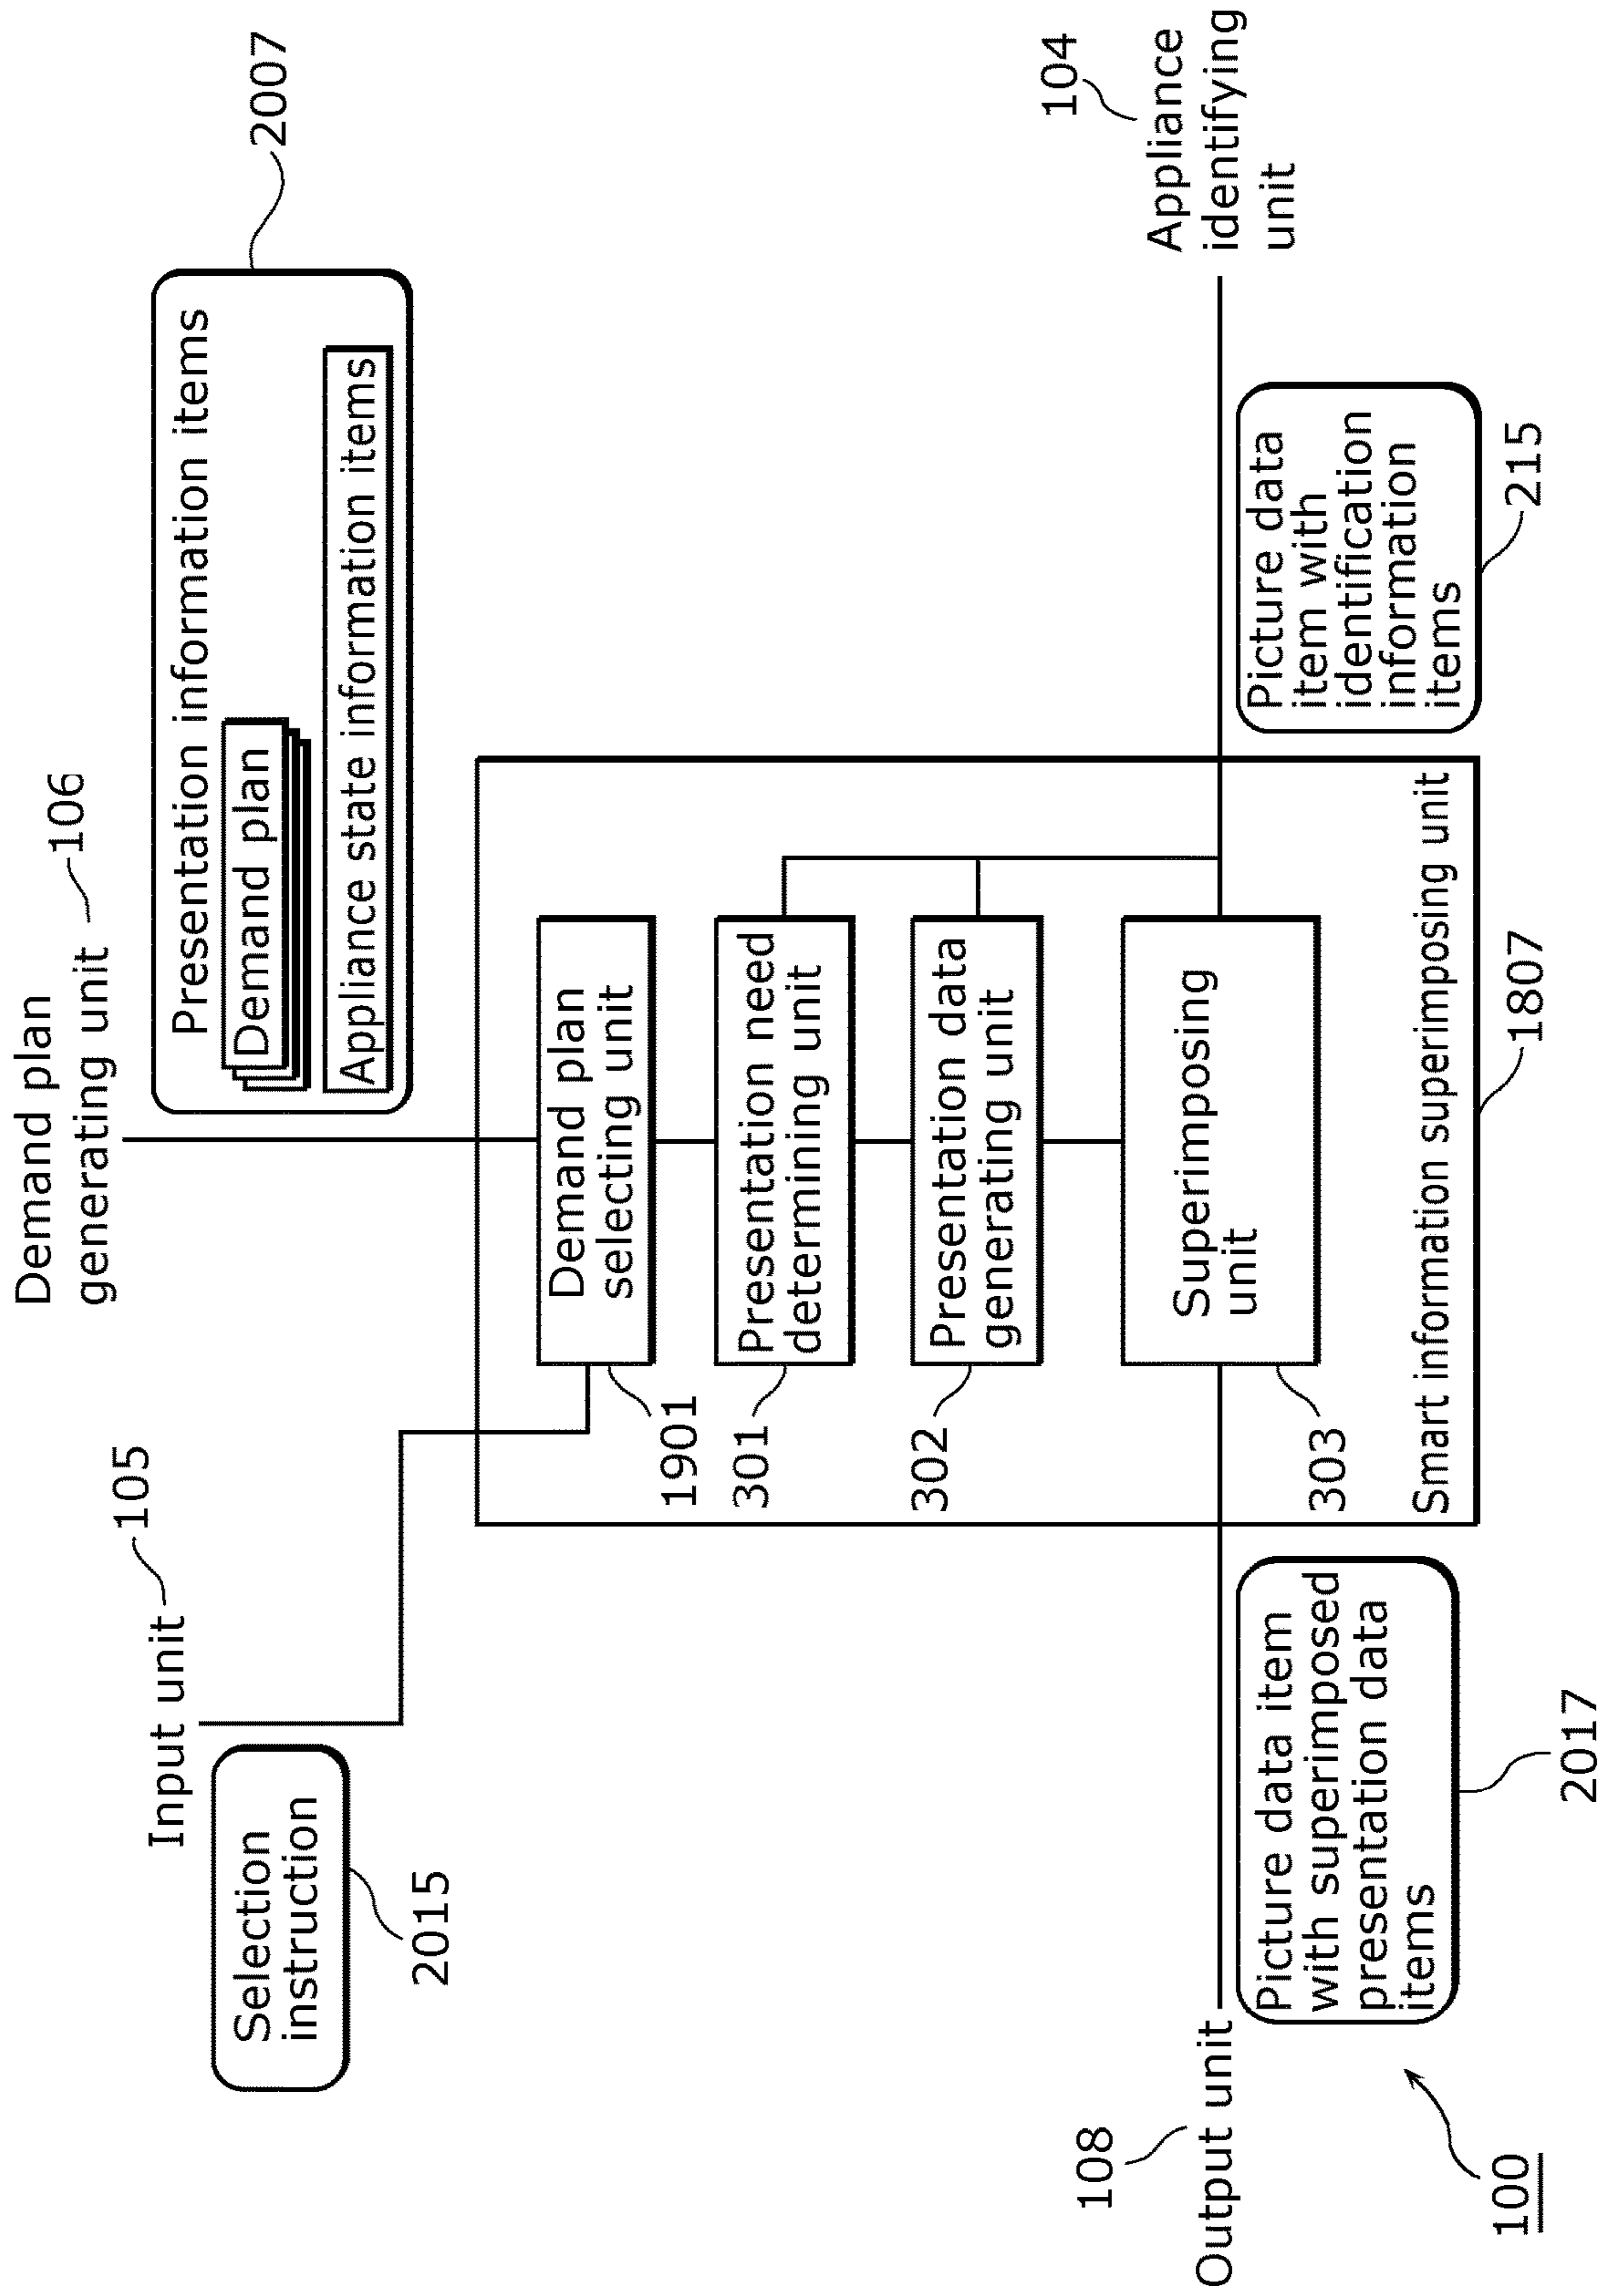 Demand plan
generating unit
106
Presentation information items
Demand plan
Appliance state information items
2007
Input unit
105
Selection
instruction
2015
Demand plan
selecting unit
1901
Presentation need
determining unit
301
Presentation data
generating unit
302
Superimposing
unit
303
Smart information superimposing unit
1807
104
Appliance
identifying
unit
Picture data
item with
identification
information
items
215
108
Output unit
Picture data item
with superimposed
presentation data
items
2017
100